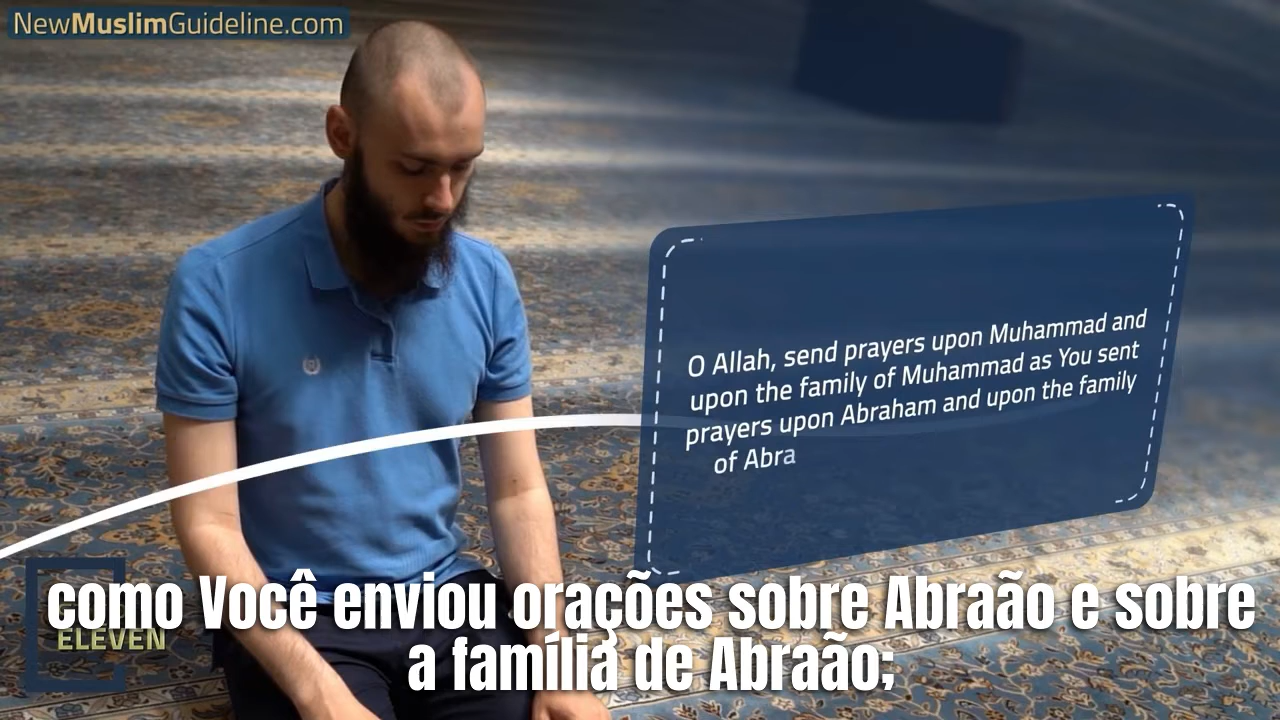 NewMuslimGuideline.com
O Allah, send prayers upon Muhammad and
upon the family of Muhammad as You sent
prayers upon Abraham and upon the family
of Abra
ELEVEN
como Você enviou orações sobre Abraão e sobre
a família de Abraão;